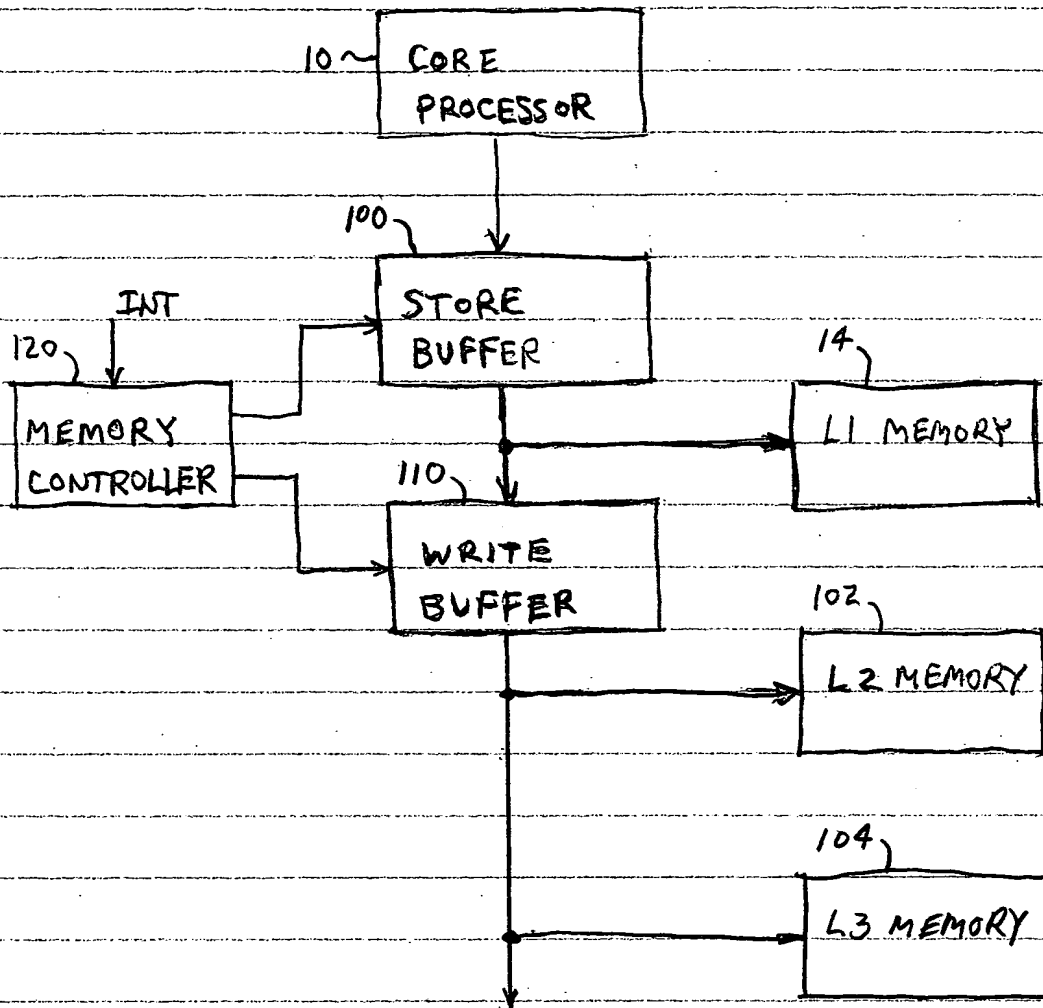 10 CORE
PROCESSOR
100
STORE
BUFFER
INT
120
MEMORY
CONTROLLER
14
L1 MEMORY
110
WRITE
BUFFER
102
L2 MEMORY
104
L3 MEMORY